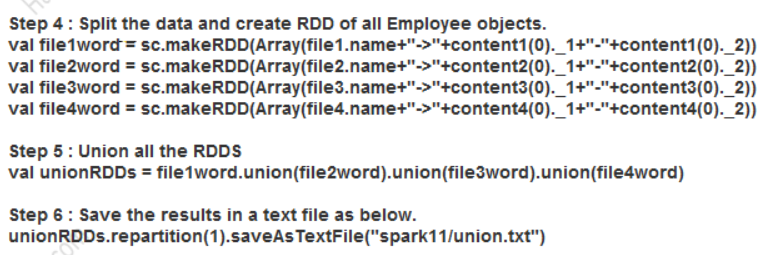 Step 4 : Split the data and create RDD of all Employee objects.
val file1word = sc.makeRDD(Array(file1.name+"->"+content1(0)._1+"-"+content1(0)._2))
val file2word = sc.makeRDD(Array(file2.name+"->"+content2(0)._1+"-"+content2(0)._2))
val file3word = sc.makeRDD(Array(file3.name+"->"+content3(0)._1+"-"+content3(0)._2))
val file4word = sc.makeRDD(Array(file4.name+"->"+content4(0)._1+"-"+content4(0)._2))
Step 5 : Union all the RDDS
val unionRDDs = file1word.union(file2word).union(file3word).union(file4word)
Step 6 : Save the results in a text file as below.
unionRDDs.repartition(1).saveAsTextFile("spark11/union.txt")